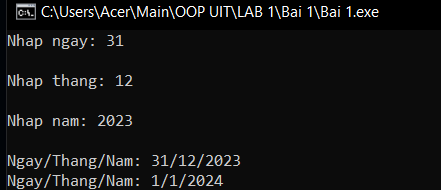 C:\Users\Acer\Main\OOP UIT\LAB 1\Bai 1\Bai 1.exe
Nhap ngay: 31
Nhap thang: 12
Nhap nam: 2023
Ngay/Thang/Nam: 31/12/2023
Ngay/Thang/Nam: 1/1/2024